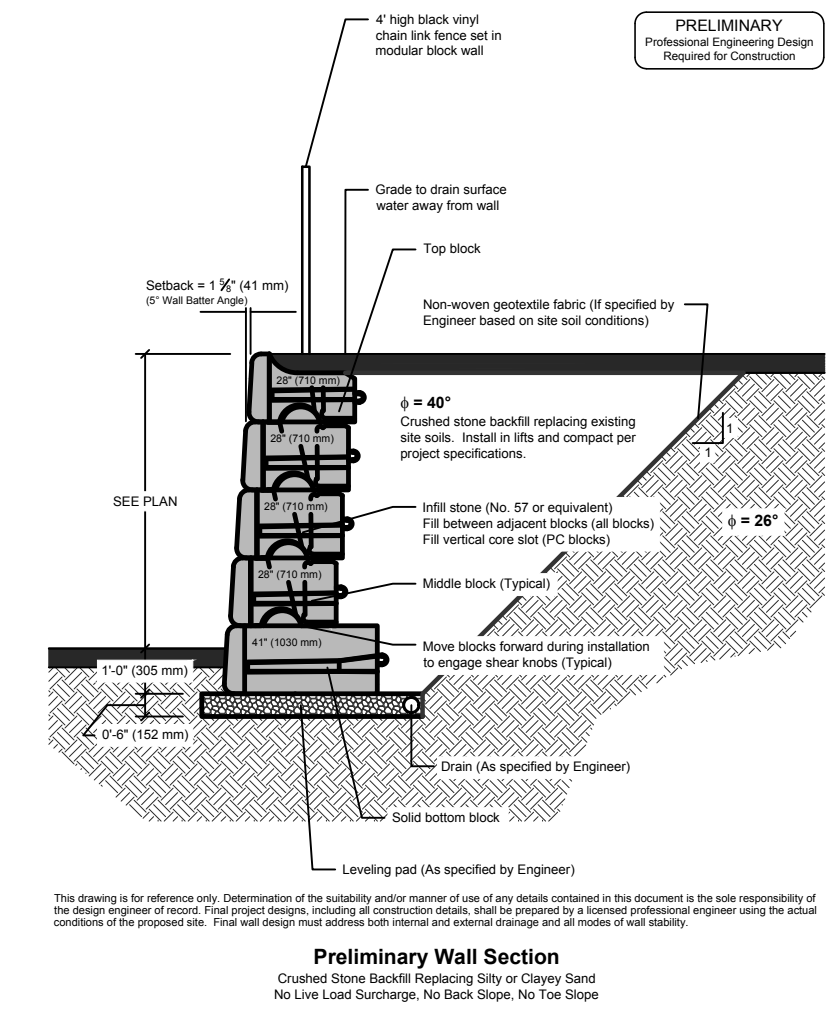 4' high black vinyl
chain link fence set in
modular block wall
PRELIMINARY
Professional Engineering Design
Required for Construction
Grade to drain surface
water away from wall
Top block
Setback = 1 5/8" (41 mm)
(5° Wall Batter Angle)
Non-woven geotextile fabric (If specified by
Engineer based on site soil conditions)
28" (710 mm)
ϕ = 40°
Crushed stone backfill replacing existing
site soils. Install in lifts and compact per
project specifications.
1
1
28" (710 mm)
SEE PLAN
28" (710 mm)
Infill stone (No. 57 or equivalent)
Fill between adjacent blocks (all blocks)
Fill vertical core slot (PC blocks)
ϕ = 26°
28" (710 mm)
Middle block (Typical)
41" (1030 mm)
Move blocks forward during installation
to engage shear knobs (Typical)
1'-0" (305 mm)
0'-6" (152 mm)
Drain (As specified by Engineer)
Solid bottom block
Leveling pad (As specified by Engineer)
This drawing is for reference only. Determination of the suitability and/or manner of use of any details contained in this document is the sole responsibility of
the design engineer of record. Final project designs, including all construction details, shall be prepared by a licensed professional engineer using the actual
conditions of the proposed site. Final wall design must address both internal and external drainage and all modes of wall stability.
Preliminary Wall Section
Crushed Stone Backfill Replacing Silty or Clayey Sand
No Live Load Surcharge, No Back Slope, No Toe Slope